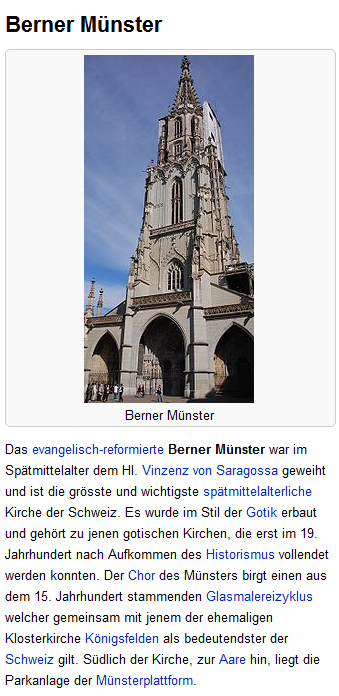 Berner Münster
Berner Münster
Das evangelisch-reformierte Berner Münster war im
Spätmittelalter dem Hl. Vinzenz von Saragossa geweiht
und ist die grösste und wichtigste spätmittelalterliche
Kirche der Schweiz. Es wurde im Stil der Gotik erbaut
und gehört zu jenen gotischen Kirchen, die erst im 19.
Jahrhundert nach Aufkommen des Historismus vollendet
werden konnten. Der Chor des Münsters birgt einen aus
dem 15. Jahrhundert stammenden Glasmalereizyklus
welcher gemeinsam mit jenem der ehemaligen
Klosterkirche Königsfelden als bedeutendster der
Schweiz gilt. Südlich der Kirche, zur Aare hin, liegt die
Parkanlage der Münsterplattform.